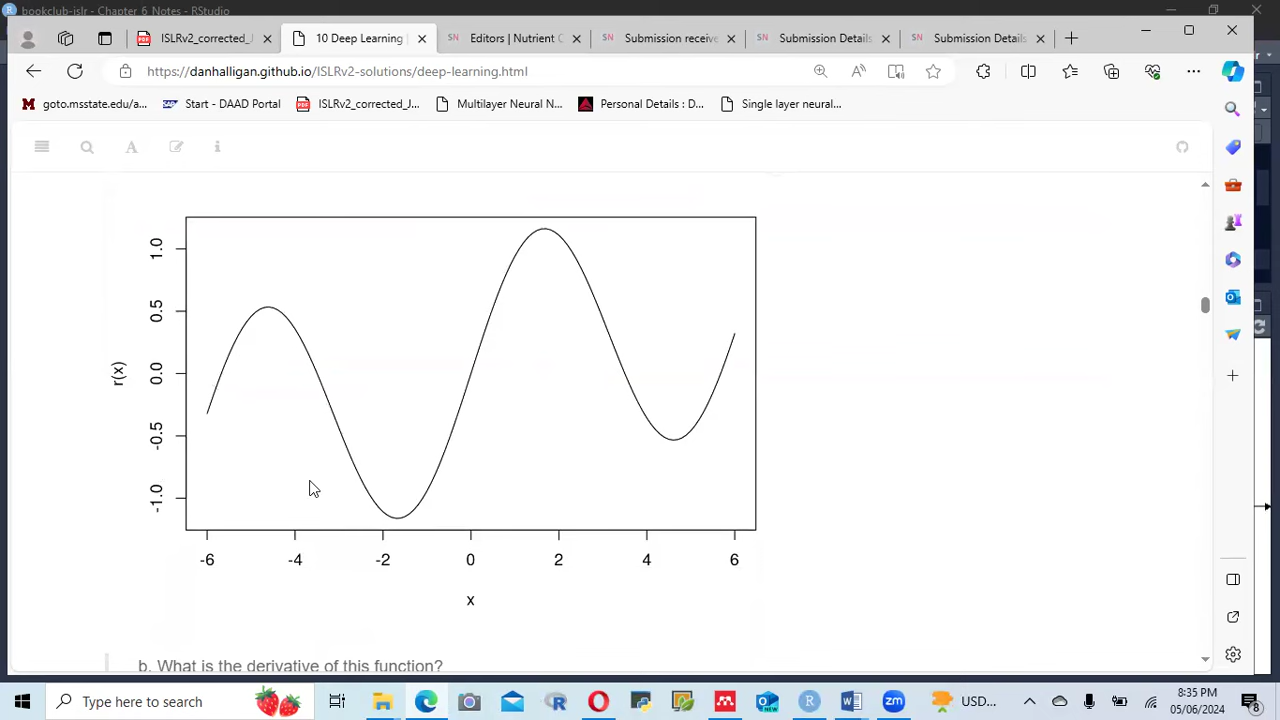 bookclub-islr - Chapter 6 Notes - RStudio
ISLRv2_corrected_J
10 Deep Learning
Editors | Nutrient C
Submission receive
Submission Details
Submission Details
https://danhalligan.github.io/ISLRv2-solutions/deep-learning.html
goto.msstate.edu/a...
Start - DAAD Portal
ISLRv2_corrected_J...
Multilayer Neural N...
Personal Details : D...
Single layer neural...
1.0
0.5
0.0
-0.5
-1.0
r(x)
-6 -4 -2 0 2 4 6
x
b. What is the derivative of this function?
Type here to search
USD...
8:35 PM
05/06/2024
8